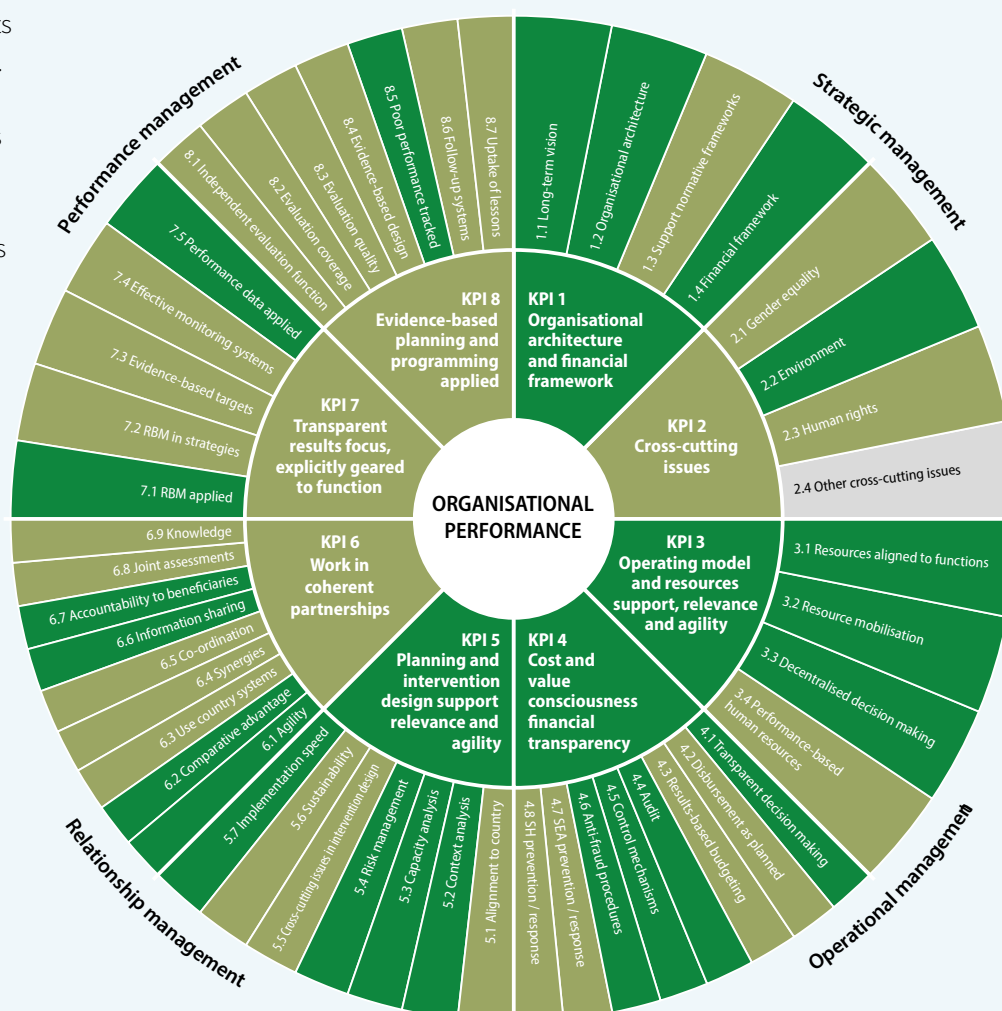 Performance management
Strategic management
Operational management
Relationship management
ORGANISATIONAL
PERFORMANCE
KPI 1
Organisational
architecture
and financial
framework
1.1 Long-term vision
1.2 Organisational architecture
1.3 Support normative frameworks
1.4 Financial framework
KPI 2
Cross-cutting
issues
2.1 Gender equality
2.2 Environment
2.3 Human rights
2.4 Other cross-cutting issues
KPI 3
Operating model
and resources
support, relevance
and agility
3.1 Resources aligned to functions
3.2 Resource mobilisation
3.3 Decentralised decision making
3.4 Performance-based
human resources
KPI 4
Cost and
value
consciousness
financial
transparency
4.1 Transparent decision making
4.2 Disbursement as planned
4.3 Results-based budgeting
4.4 Audit
4.5 Control mechanisms
4.6 Anti-fraud procedures
4.7 SEA prevention / response
4.8 SH prevention / response
KPI 5
Planning and
intervention
design support
relevance and
agility
5.1 Alignment to country
5.2 Context analysis
5.3 Capacity analysis
5.4 Risk management
5.5 Cross-cutting issues in intervention design
5.6 Sustainability
5.7 Implementation speed
KPI 6
Work in
coherent
partnerships
6.1 Agility
6.2 Comparative advantage
6.3 Use country systems
6.4 Synergies
6.5 Co-ordination
6.6 Information sharing
6.7 Accountability to beneficiaries
6.8 Joint assessments
6.9 Knowledge
KPI 7
Transparent
results focus,
explicitly geared
to function
7.1 RBM applied
7.2 RBM in strategies
7.3 Evidence-based targets
7.4 Effective monitoring systems
7.5 Performance data applied
KPI 8
Evidence-based
planning and
programming
applied
8.1 Independent evaluation function
8.2 Evaluation coverage
8.3 Evaluation quality
8.4 Evidence-based design
8.5 Poor performance tracked
8.6 Follow-up systems
8.7 Uptake of lessons